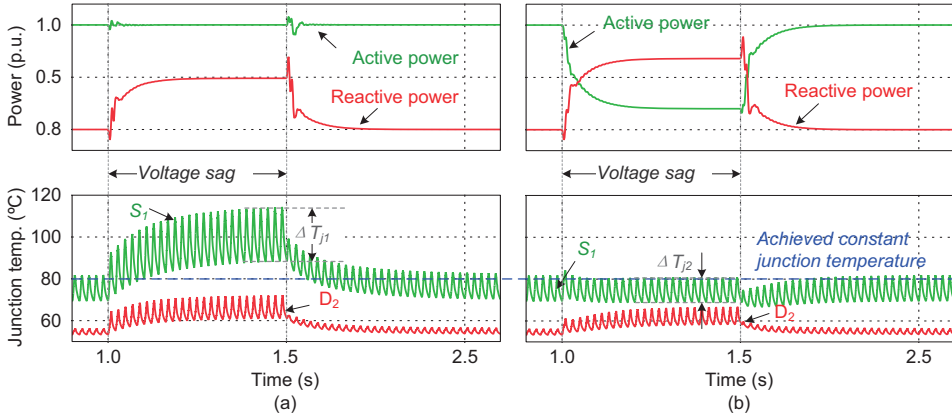 Power (p.u.)
1.0
0.5
0.8
Active power
Reactive power
Voltage sag
Junction temp. (ºC)
120
100
80
60
S1
Δ Tj1
D2
1.0
1.5
2.5
Time (s)
(a)
Active power
Reactive power
Voltage sag
S1
Δ Tj2
Achieved constant
junction temperature
D2
1.0
1.5
2.5
Time (s)
(b)